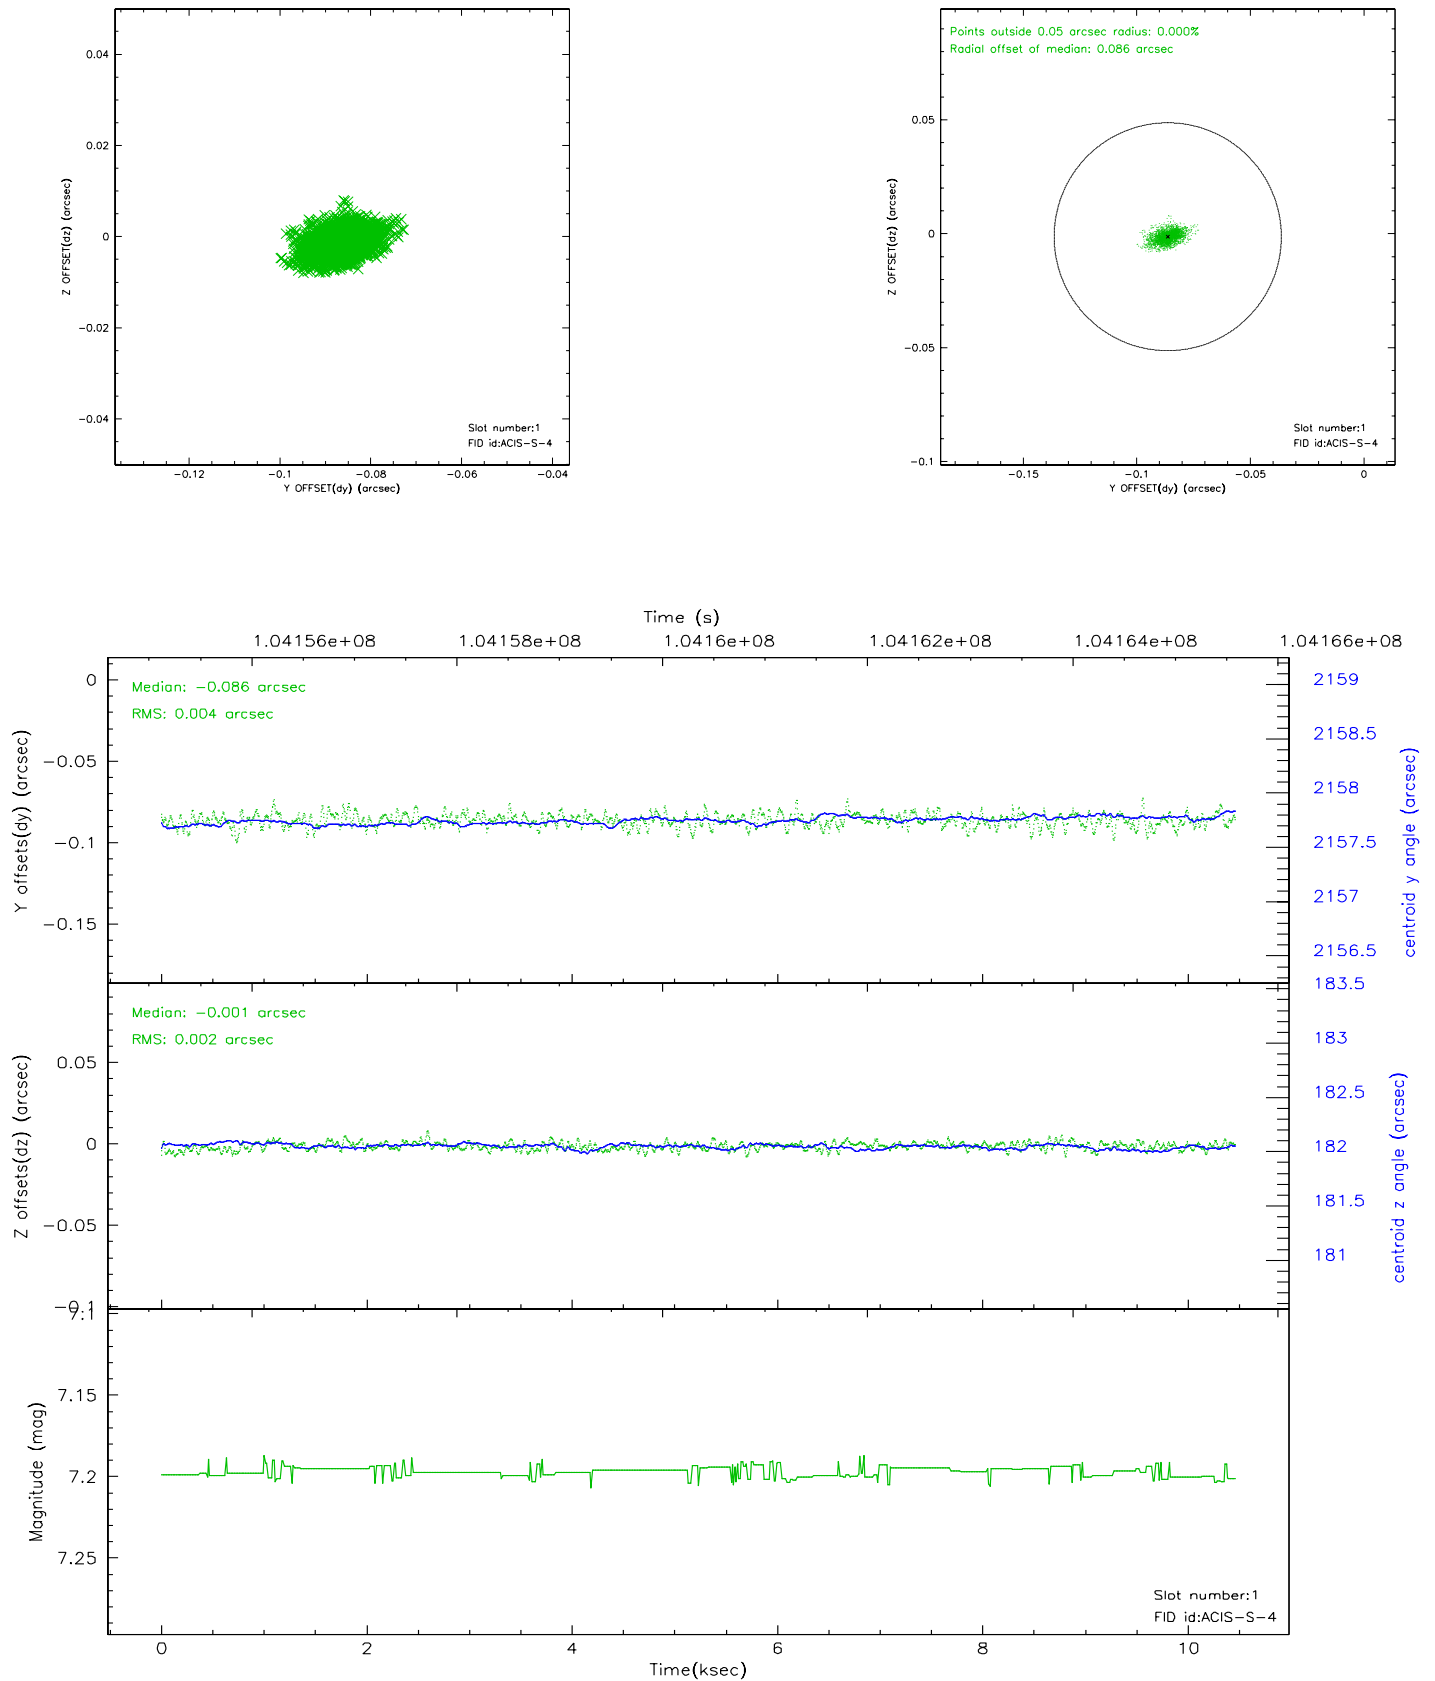 0.04
0.02
0
-0.02
-0.04
Z OFFSET(dz) (arcsec)
Slot number:1
FID id:ACIS-S-4
-0.12
-0.1
-0.08
-0.06
-0.04
Y OFFSET(dy) (arcsec)
Points outside 0.05 arcsec radius: 0.000%
Radial offset of median: 0.086 arcsec
0.05
0
-0.05
-0.1
Z OFFSET(dz) (arcsec)
Slot number:1
FID id:ACIS-S-4
-0.15
-0.1
-0.05
0
Y OFFSET(dy) (arcsec)
Time (s)
1.04156e+08
1.04158e+08
1.0416e+08
1.04162e+08
1.04164e+08
1.04166e+08
Median: -0.086 arcsec
RMS: 0.004 arcsec
0
-0.05
-0.1
-0.15
Y offsets(dy) (arcsec)
2159
2158.5
2158
2157.5
2157
2156.5
centroid y angle (arcsec)
Median: -0.001 arcsec
RMS: 0.002 arcsec
0.05
0
-0.05
-0.1
Z offsets(dz) (arcsec)
183.5
183
182.5
182
181.5
181
centroid z angle (arcsec)
7.1
7.15
7.2
7.25
Magnitude (mag)
Slot number:1
FID id:ACIS-S-4
0
2
4
6
8
10
Time(ksec)